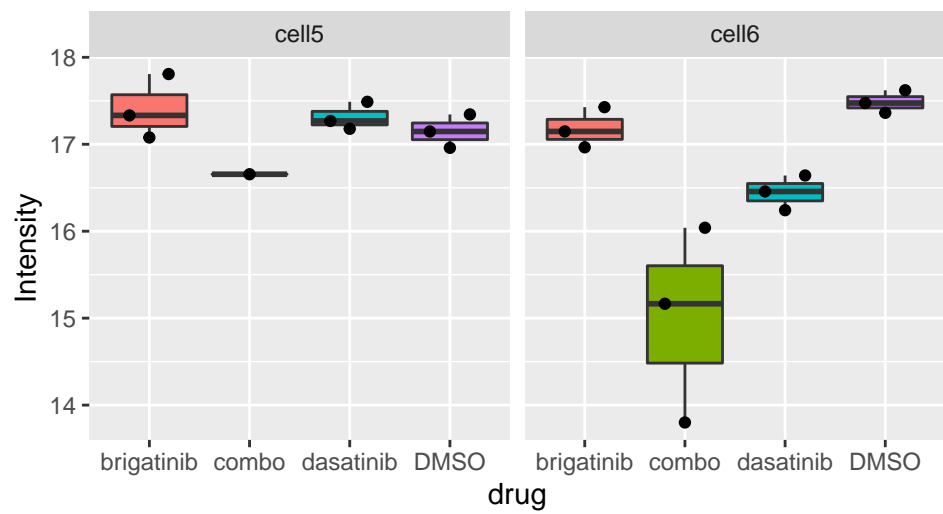 cell5 cell6
18
17
16
15
14
Intensity
brigatinib combo dasatinib DMSO brigatinib combo dasatinib DMSO
drug